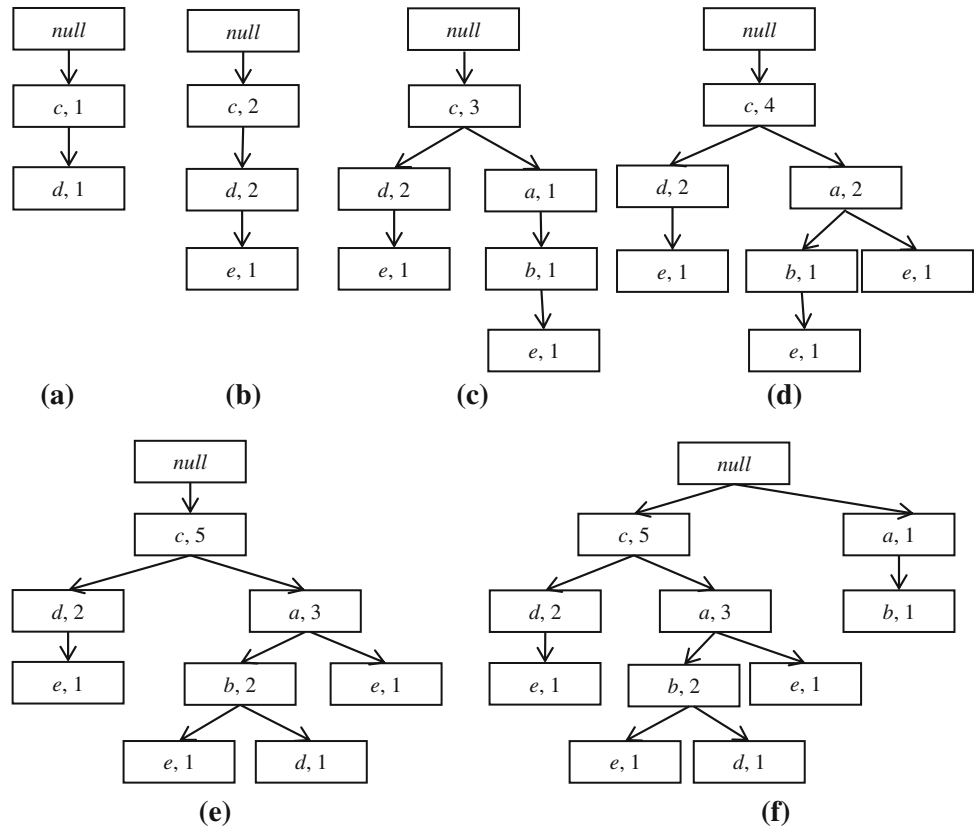 null
c, 1
d, 1
(a)
null
c, 2
d, 2
e, 1
(b)
null
c, 3
d, 2
a, 1
e, 1
b, 1
e, 1
(c)
null
c, 4
d, 2
a, 2
e, 1
b, 1
e, 1
e, 1
(d)
null
c, 5
d, 2
a, 3
e, 1
b, 2
e, 1
e, 1
d, 1
(e)
null
c, 5
a, 1
d, 2
a, 3
b, 1
e, 1
b, 2
e, 1
e, 1
d, 1
(f)